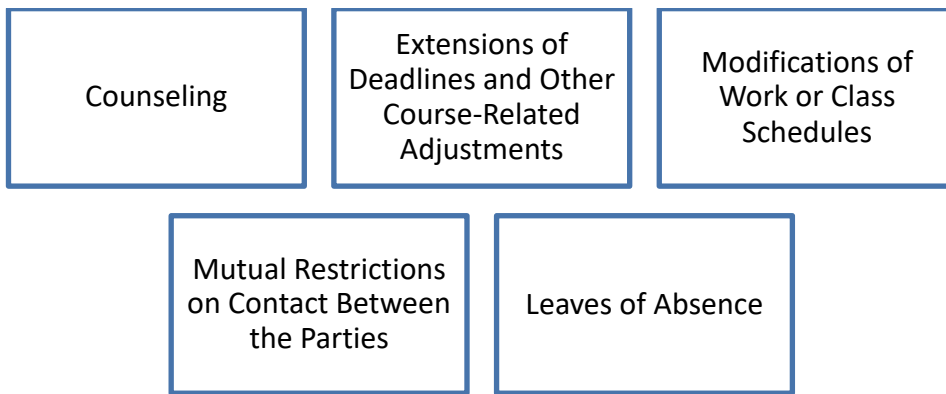 Counseling
Extensions of
Deadlines and Other
Course-Related
Adjustments
Modifications of
Work or Class
Schedules
Mutual Restrictions
on Contact Between
the Parties
Leaves of Absence